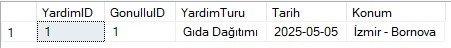 YardimID GonulluID YardimTuru Tarih Konum
1 1 1 Gıda Dağıtımı 2025-05-05 İzmir - Bornova